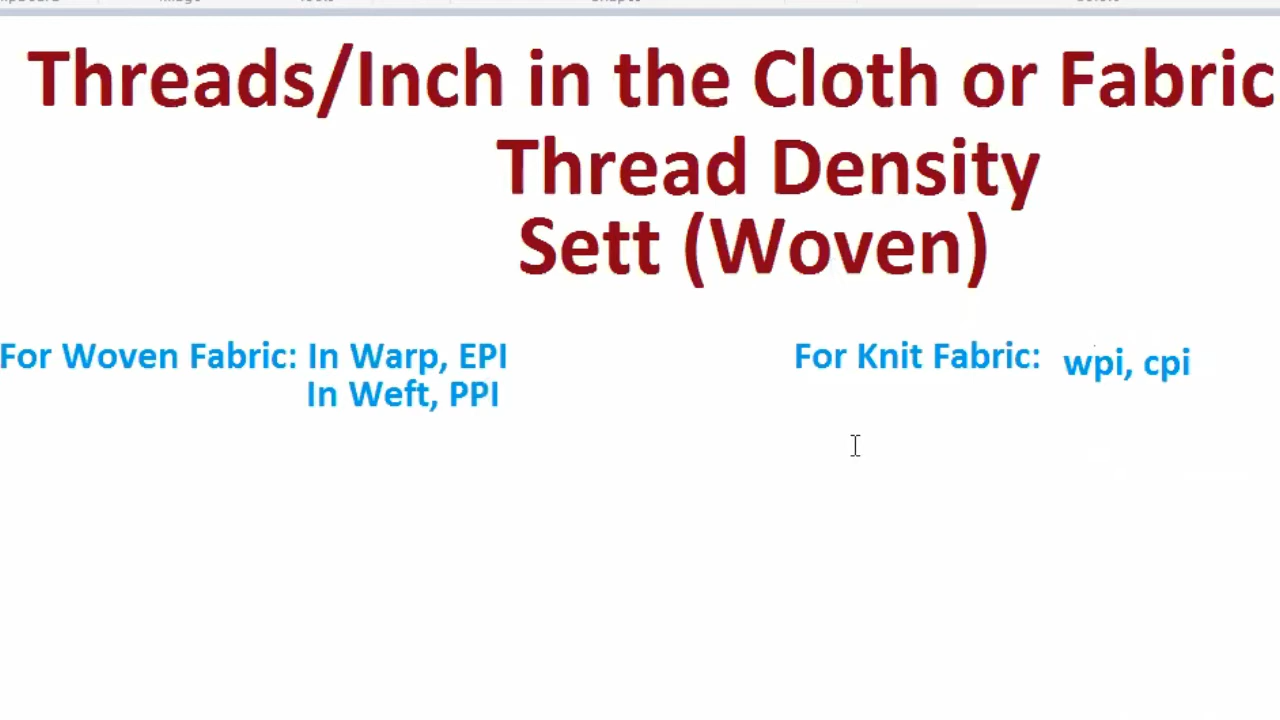 Threads/Inch in the Cloth or Fabric
Thread Density
Sett (Woven)
For Woven Fabric: In Warp, EPI
In Weft, PPI
For Knit Fabric: wpi, cpi